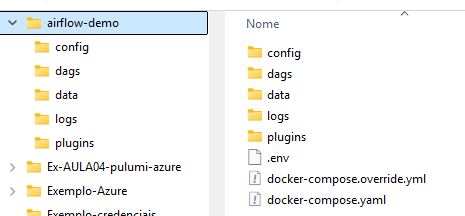 airflow-demo
config
dags
data
logs
plugins
Ex-AULA04-pulumi-azure
Exemplo-Azure
Exemplo-credenciais
Nome
config
dags
data
logs
plugins
.env
docker-compose.override.yml
docker-compose.yaml